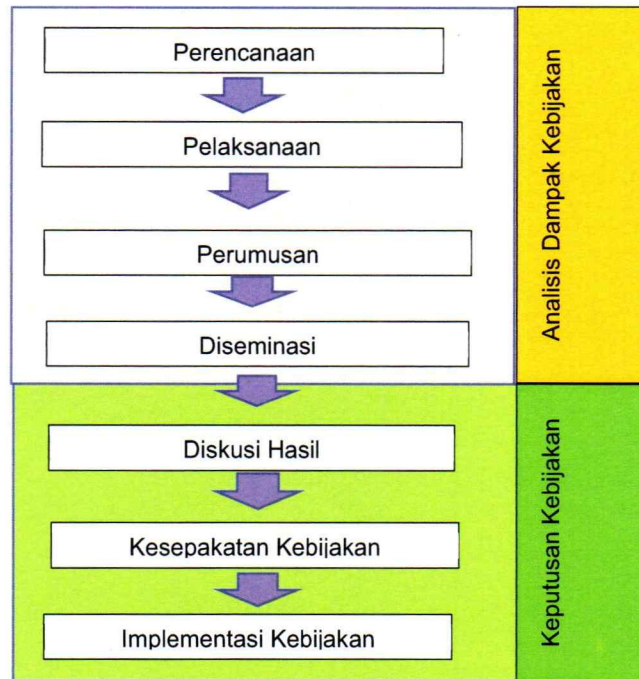 Perencanaan
Pelaksanaan
Perumusan
Diseminasi
Analisis Dampak Kebijakan
Diskusi Hasil
Kesepakatan Kebijakan
Implementasi Kebijakan
Keputusan Kebijakan